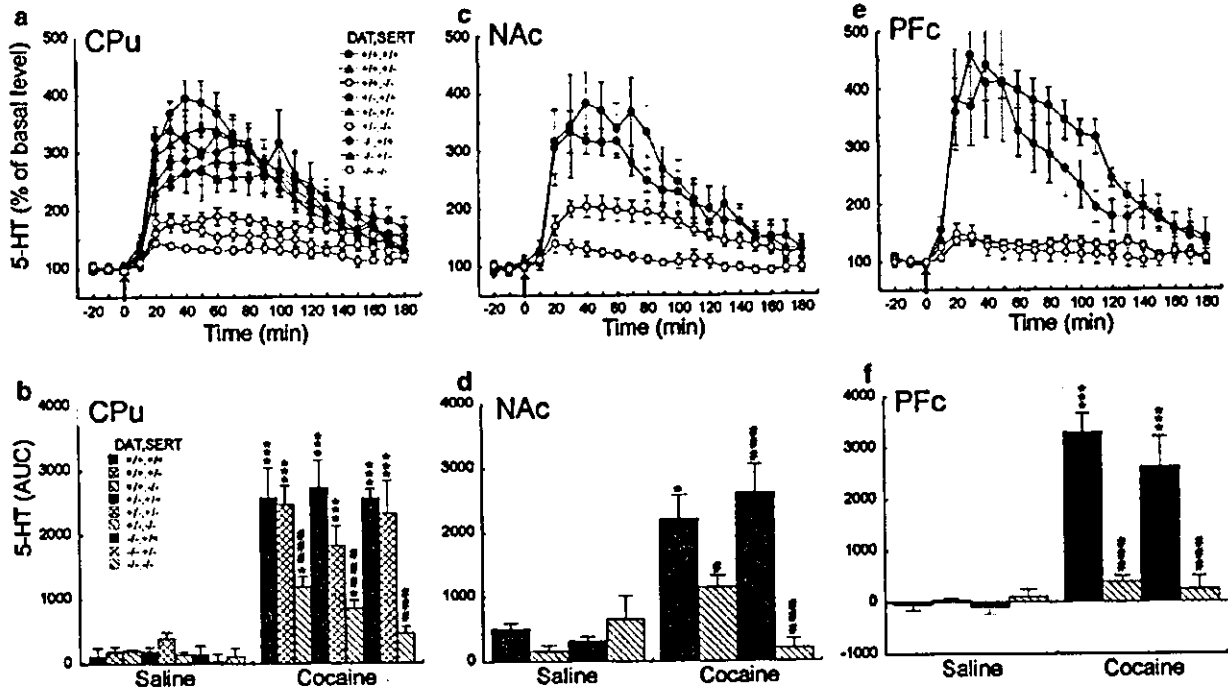 a
CPu
5-HT (% of basal level)
500
400
300
200
100
DAT,SERT
+/+,+/+
+/+,+/-
+/+,-/-
+/-,+/+
+/-,+/-
+/-,-/-
-/-,+/+
-/-,+/-
-/-,-/-
-20 0 20 40 60 80 100 120 140 160 180
Time (min)
c
NAc
500
400
300
200
100
-20 0 20 40 60 80 100 120 140 160 180
Time (min)
e
PFc
500
400
300
200
100
-20 0 20 40 60 80 100 120 140 160 180
Time (min)
b
CPu
5-HT (AUC)
4000
3000
2000
1000
0
DAT,SERT
+/+,+/+
+/+,+/-
+/+,-/-
+/-,+/+
+/-,+/-
+/-,-/-
-/-,+/+
-/-,+/-
-/-,-/-
*** *** *** *** *** ***
Saline Cocaine
d
NAc
4000
3000
2000
1000
0
* # ### ###
Saline Cocaine
f
PFc
4000
3000
2000
1000
0
-1000
*** ### *** ###
Saline Cocaine